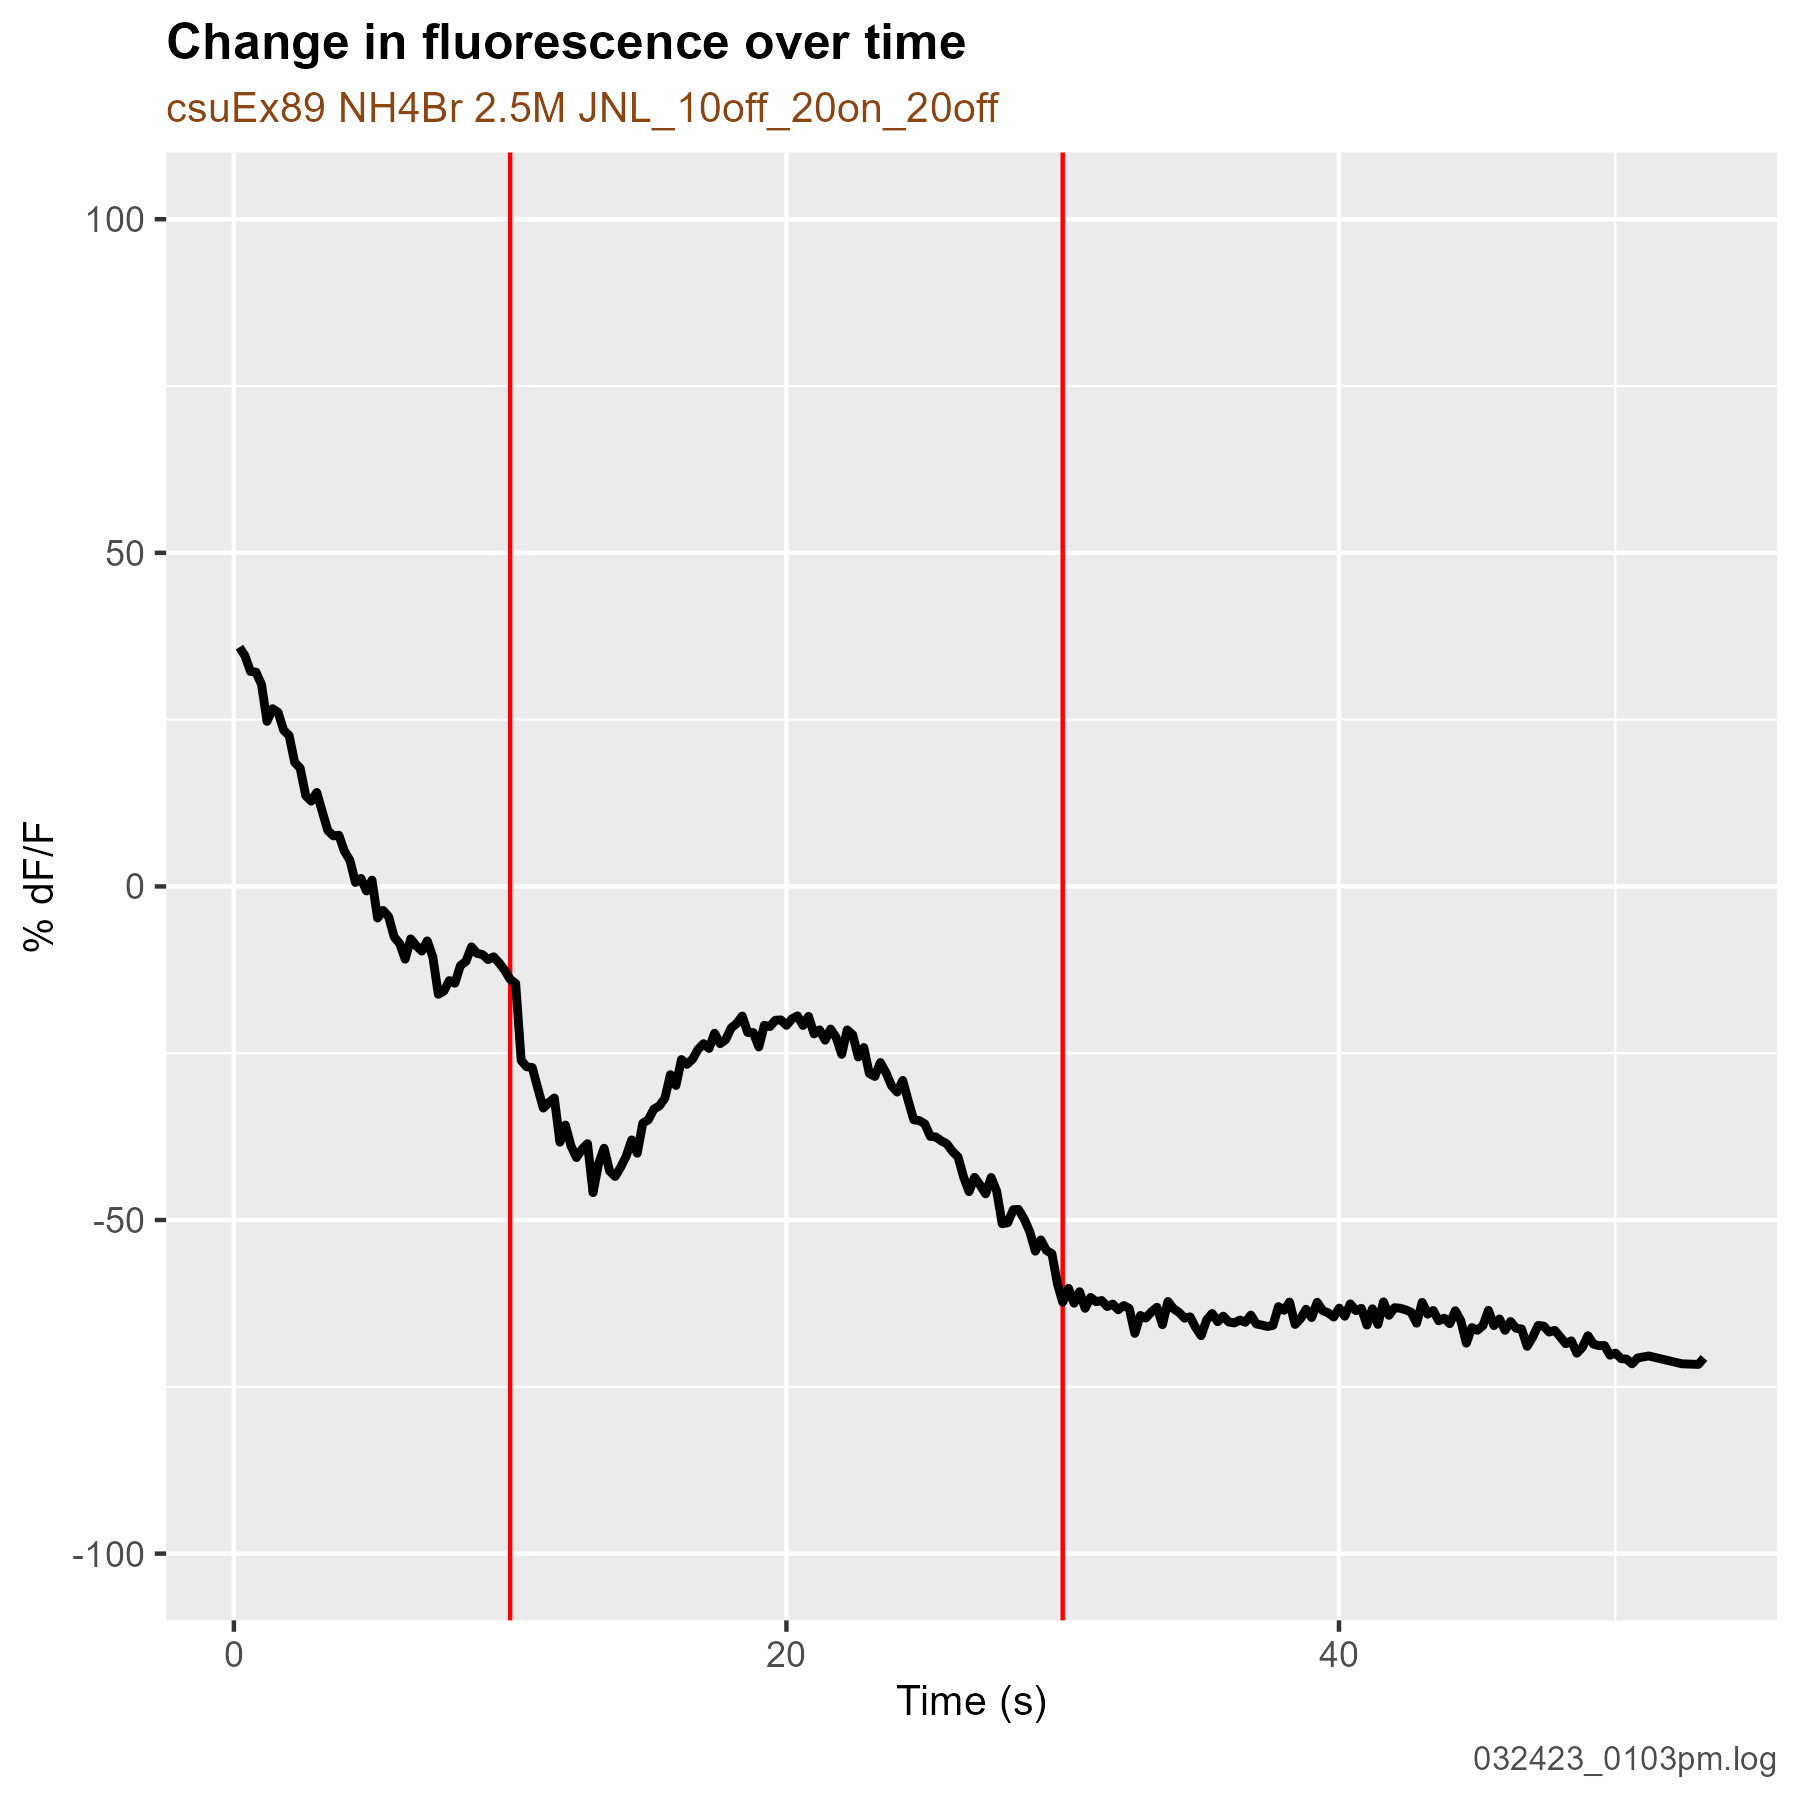 Change in fluorescence over time
csuEx89 NH4Br 2.5M JNL_10off_20on_20off
100
50
0
-50
-100
% dF/F
0 20 40
Time (s)
032423_0103pm.log